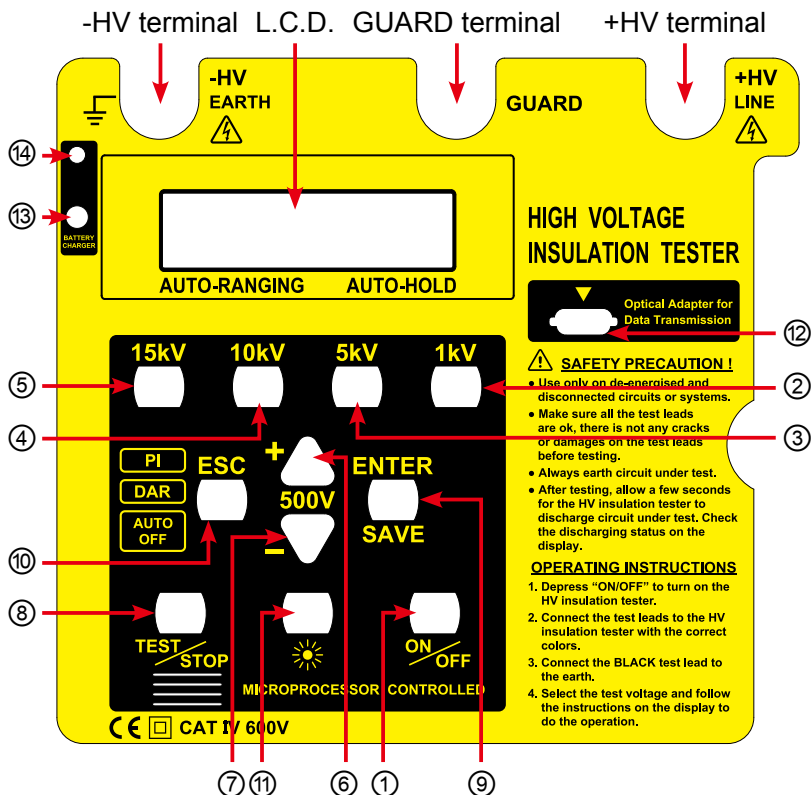 -HV terminal L.C.D. GUARD terminal +HV terminal
-HV
EARTH
GUARD
+HV
LINE
⑭
⑬
BATTERY
CHARGER
AUTO-RANGING AUTO-HOLD
HIGH VOLTAGE
INSULATION TESTER
Optical Adapter for
Data Transmission
⑫
15kV 10kV 5kV 1kV
⑤
④
②
③
PI
DAR
AUTO
OFF
ESC
+
500V
−
ENTER
SAVE
⑩
⑧
TEST
STOP
ON
OFF
MICROPROCESSOR CONTROLLED
CAT IV 600V
SAFETY PRECAUTION !
● Use only on de-energised and
disconnected circuits or systems.
● Make sure all the test leads
are ok, there is not any cracks
or damages on the test leads
before testing.
● Always earth circuit under test.
● After testing, allow a few seconds
for the HV insulation tester to
discharge circuit under test. Check
the discharging status on the
display.
OPERATING INSTRUCTIONS
1. Depress “ON/OFF” to turn on the
HV insulation tester.
2. Connect the test leads to the HV
insulation tester with the correct
colors.
3. Connect the BLACK test lead to
the earth.
4. Select the test voltage and follow
the instructions on the display to
do the operation.
⑦ ⑪ ⑥ ① ⑨